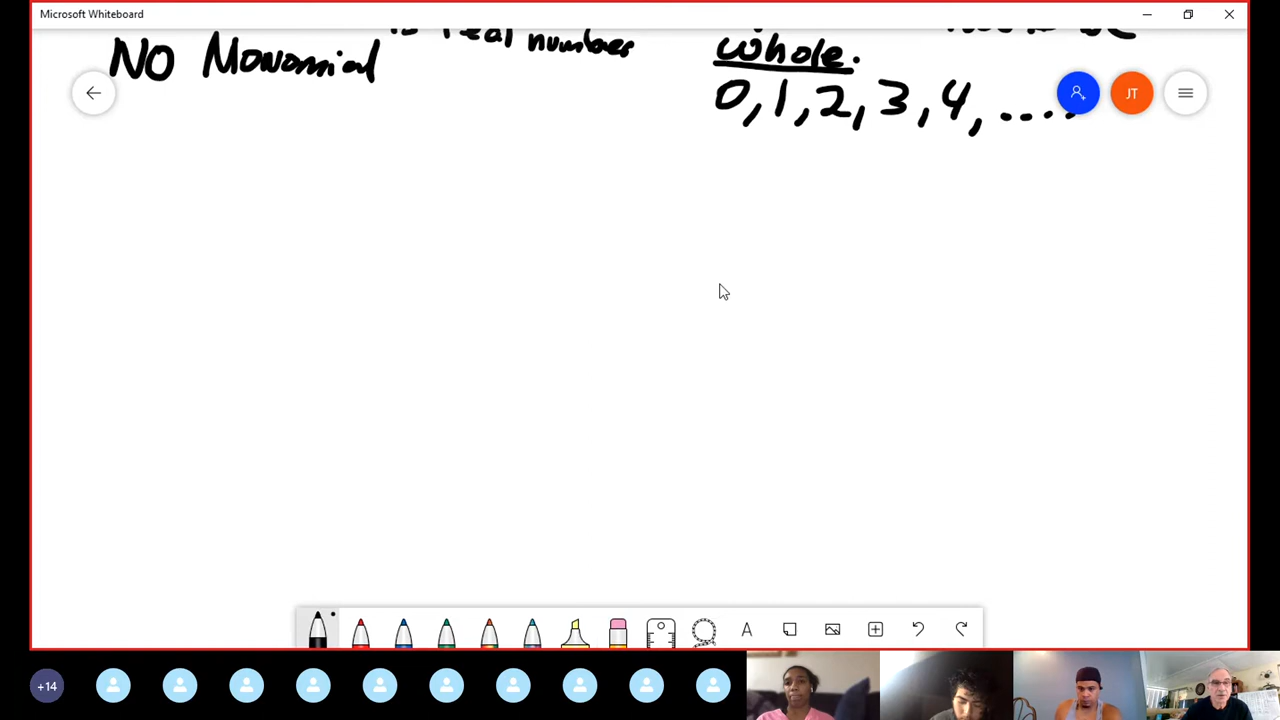 Microsoft Whiteboard
real numbers
NO Monomial
whole.
0, 1, 2, 3, 4, ....
JT
A
+14